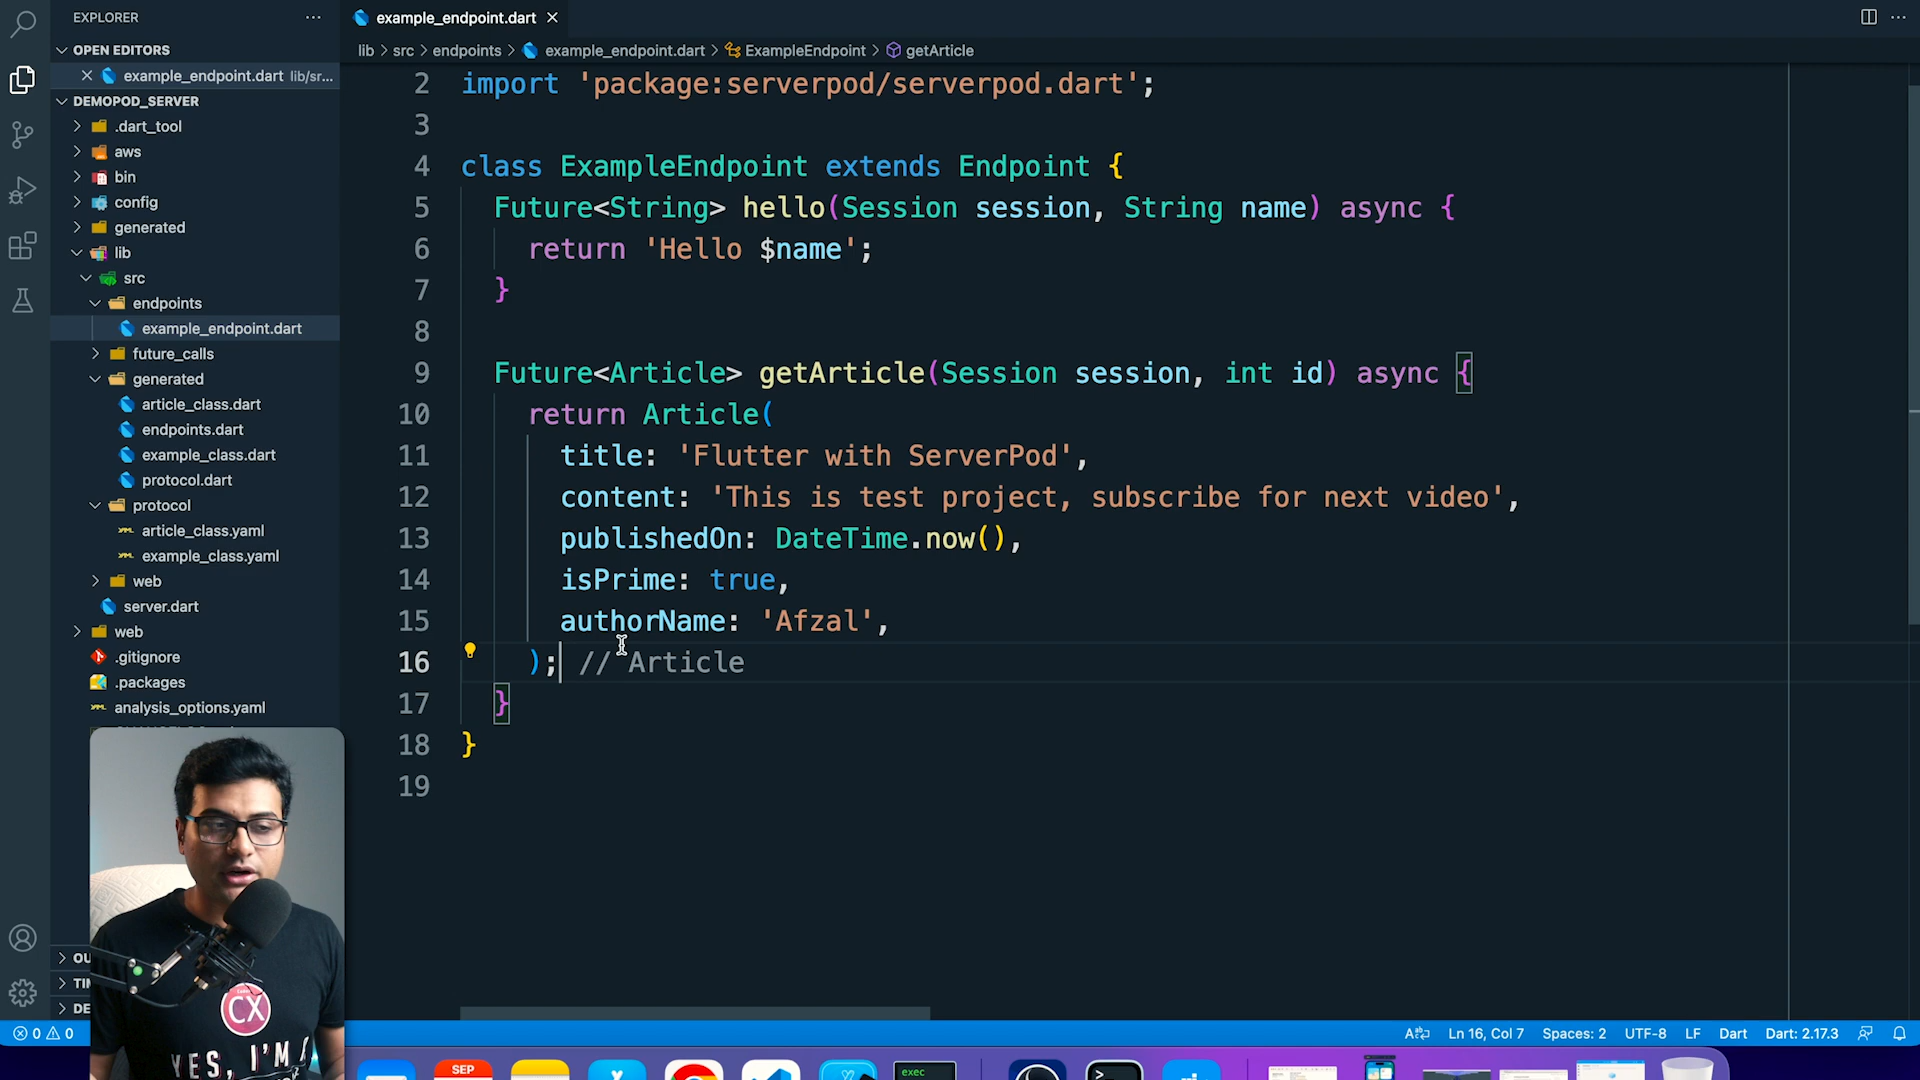 EXPLORER
example_endpoint.dart
OPEN EDITORS
lib > src > endpoints > example_endpoint.dart > ExampleEndpoint > getArticle
example_endpoint.dart lib/sr...
DEMOPOD_SERVER
.dart_tool
aws
bin
config
generated
lib
src
endpoints
example_endpoint.dart
future_calls
generated
article_class.dart
endpoints.dart
example_class.dart
protocol.dart
protocol
article_class.yaml
example_class.yaml
web
server.dart
web
.gitignore
.packages
analysis_options.yaml
OU
TIM
DE
2 import 'package:serverpod/serverpod.dart';
3
4 class ExampleEndpoint extends Endpoint {
5 Future<String> hello(Session session, String name) async {
6 return 'Hello $name';
7 }
8
9 Future<Article> getArticle(Session session, int id) async {
10 return Article(
11 title: 'Flutter with ServerPod',
12 content: 'This is test project, subscribe for next video',
13 publishedOn: DateTime.now(),
14 isPrime: true,
15 authorName: 'Afzal',
16 ); // Article
17 }
18 }
19
CX
YES, I'M A
0 0
Ln 16, Col 7 Spaces: 2 UTF-8 LF Dart Dart: 2.17.3
SEP
exec